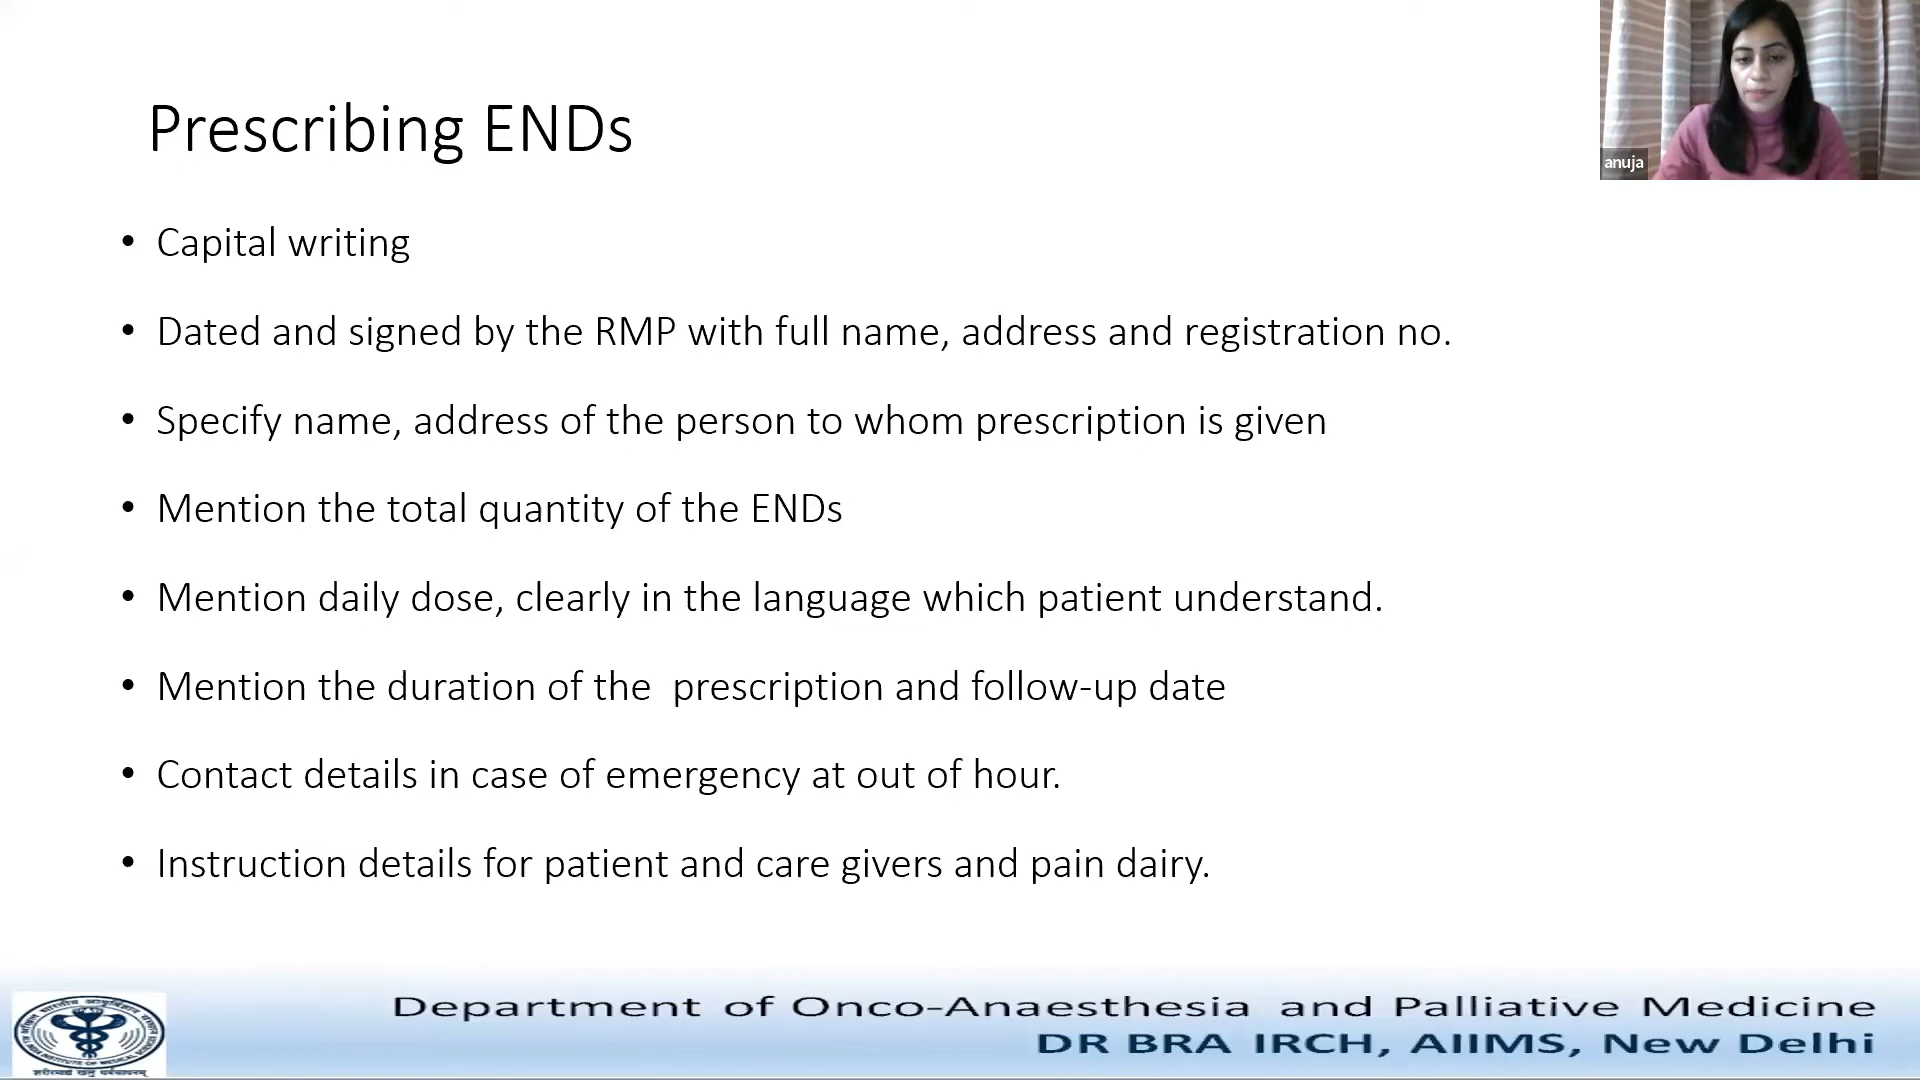 Prescribing ENDs
anuja
• Capital writing
• Dated and signed by the RMP with full name, address and registration no.
• Specify name, address of the person to whom prescription is given
• Mention the total quantity of the ENDs
• Mention daily dose, clearly in the language which patient understand.
• Mention the duration of the  prescription and follow-up date
• Contact details in case of emergency at out of hour.
• Instruction details for patient and care givers and pain dairy.
Department of Onco-Anaesthesia and Palliative Medicine
DR BRA IRCH, AIIMS, New Delhi